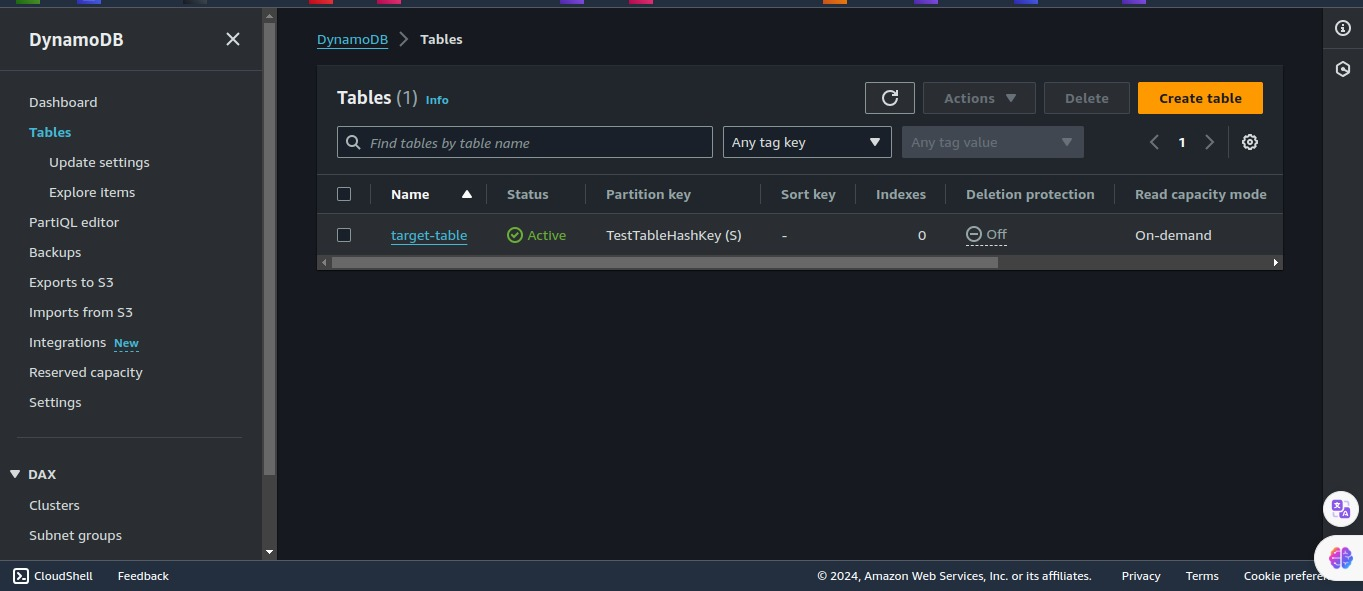 DynamoDB
Dashboard
Tables
Update settings
Explore items
PartiQL editor
Backups
Exports to S3
Imports from S3
Integrations New
Reserved capacity
Settings
DAX
Clusters
Subnet groups
DynamoDB Tables
Tables (1) Info
Actions
Delete
Create table
Find tables by table name
Any tag key
Any tag value
1
Name Status Partition key Sort key Indexes Deletion protection Read capacity mode
target-table Active TestTableHashKey (S) - 0 Off On-demand
CloudShell Feedback © 2024, Amazon Web Services, Inc. or its affiliates. Privacy Terms Cookie prefere